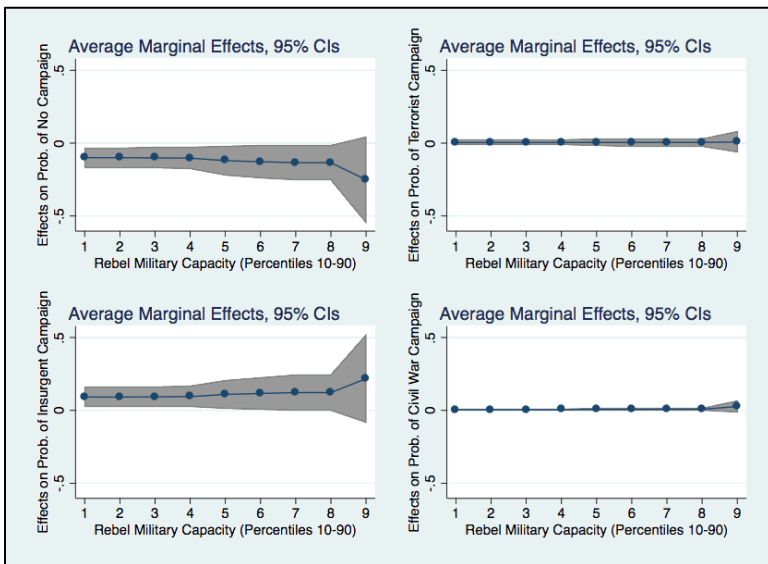 Average Marginal Effects, 95% CIs
Effects on Prob. of No Campaign
.5
0
-.5
1 2 3 4 5 6 7 8 9
Rebel Military Capacity (Percentiles 10-90)
Average Marginal Effects, 95% CIs
Effects on Prob. of Terrorist Campaign
.5
0
-.5
1 2 3 4 5 6 7 8 9
Rebel Military Capacity (Percentiles 10-90)
Average Marginal Effects, 95% CIs
Effects on Prob. of Insurgent Campaign
.5
0
-.5
1 2 3 4 5 6 7 8 9
Rebel Military Capacity (Percentiles 10-90)
Average Marginal Effects, 95% CIs
Effects on Prob. of Civil War Campaign
.5
0
-.5
1 2 3 4 5 6 7 8 9
Rebel Military Capacity (Percentiles 10-90)